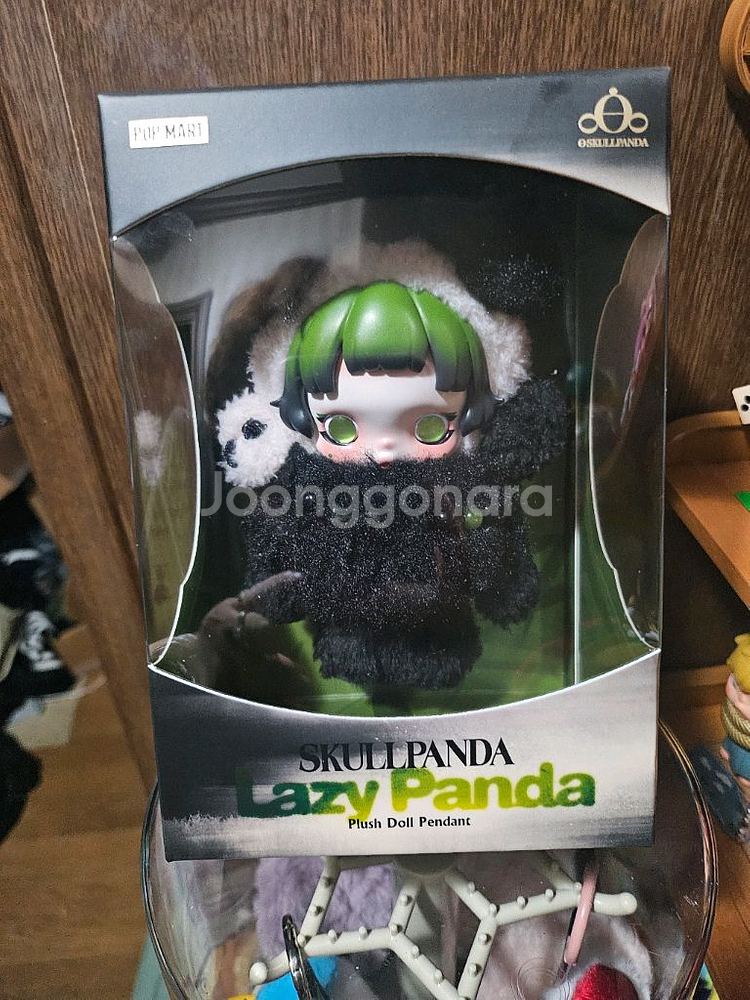 POP MART
SKULLPANDA
Joonggonara
SKULLPANDA
Lazy Panda
Plush Doll Pendant